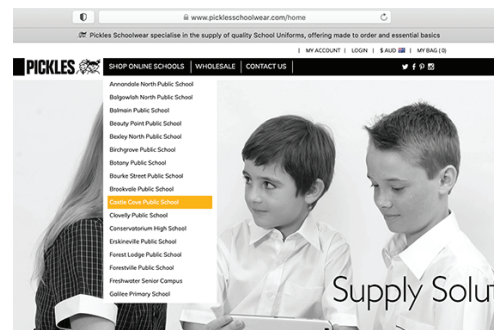 www.picklesschoolwear.com/home
Pickles Schoolwear specialise in the supply of quality School Uniforms, offering made to order and essential basics
MY ACCOUNT | LOGIN | $ AUD | MY BAG (0)
PICKLES SHOP ONLINE SCHOOLS | WHOLESALE | CONTACT US
Annandale North Public School
Balgowlah North Public School
Balmain Public School
Beauty Point Public School
Bexley North Public School
Birchgrove Public School
Botany Public School
Bourke Street Public School
Brookvale Public School
Castle Cove Public School
Clovelly Public School
Conservatorium High School
Erskineville Public School
Forest Lodge Public School
Forestville Public School
Freshwater Senior Campus
Galilee Primary School
Supply Solu